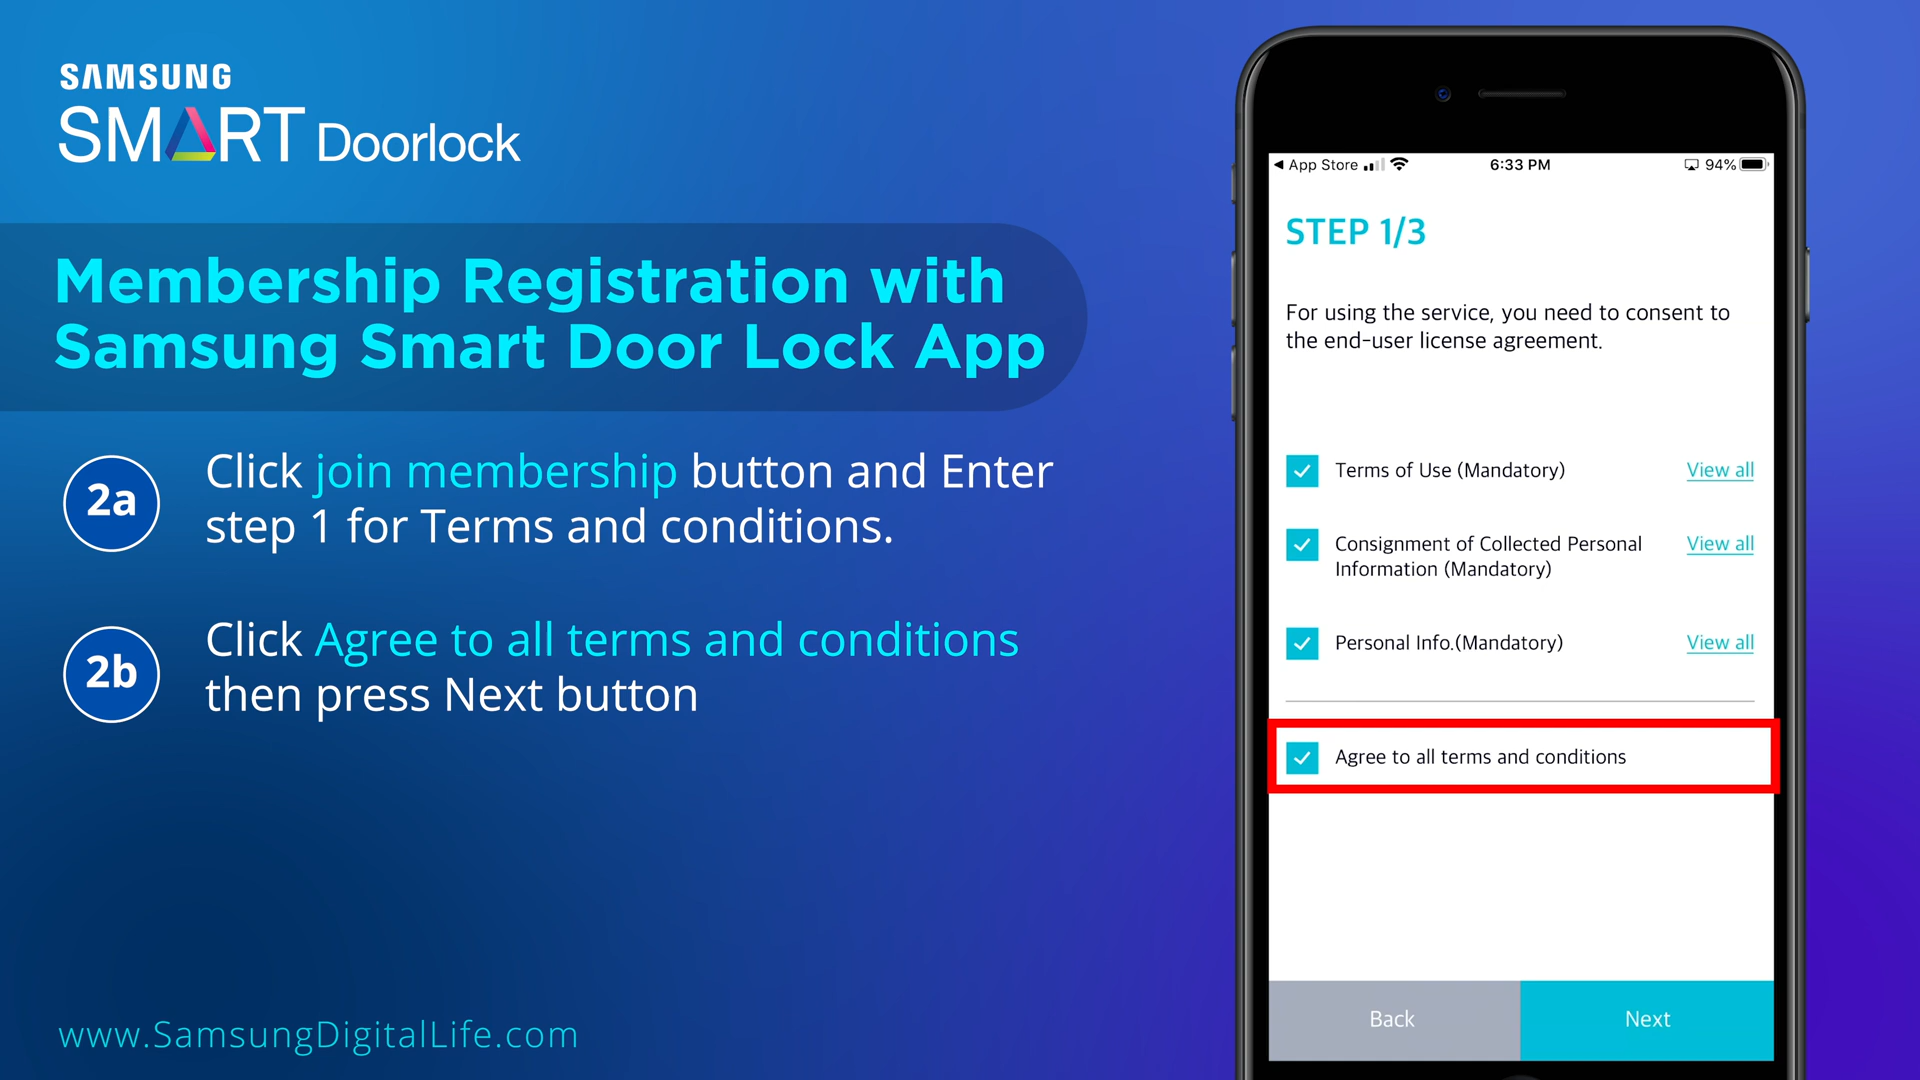 SAMSUNG
SMART Doorlock
Membership Registration with
Samsung Smart Door Lock App
2a
Click join membership button and Enter
step 1 for Terms and conditions.
2b
Click Agree to all terms and conditions
then press Next button
www.SamsungDigitalLife.com
App Store
6:33 PM
94%
STEP 1/3
For using the service, you need to consent to
the end-user license agreement.
Terms of Use (Mandatory) View all
Consignment of Collected Personal View all
Information (Mandatory)
Personal Info.(Mandatory) View all
Agree to all terms and conditions
Back Next